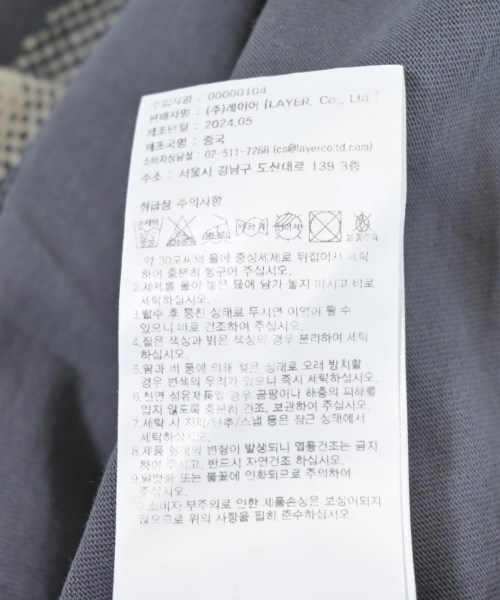 수입자명 : 00000104
판매자명 : (주)레이어 [LAYER. Co., Ltd.]
제조년월 : 2024.05
제조국명 : 중국
소비자상담실 : 02-511-7288 (cs@layercoltd.com)
주소 : 서울시 강남구 도산대로 139 3층
취급상 주의사항
약 30도씨의 물에 중성세제로 뒤집어서 세탁
하여 충분히 헹구어 주십시오.
2.세제를 풀어 놓은 물에 담가 놓지 마시고 바로
세탁하십시오.
3.탈수 후 뭉친 상태로 두시면 이염이 될 수
있으니 바로 건조하여 주십시오.
4.짙은 색상과 밝은 색상의 경우 분리하여 세탁
하십시오.
5.땀과 비 등에 의해 젖은 상태로 오래 방치할
경우 변색의 우려가 있으니 즉시 세탁하십시오.
6.천연 섬유제품일 경우 곰팡이나 해충의 피해를
입지 않도록 충분히 건조, 보관하여 주십시오.
7.세탁 시 지퍼/단추/스냅 등은 잠근 상태에서
세탁하십시오.
8.제품 형태의 변형이 발생되니 열풍건조는 금지
하여 주시고, 반드시 자연건조 하십시오.
9.담뱃불 또는 불꽃에 인화되므로 주의하여
주십시오.
소비자 부주의로 인한 제품손상은 보상이되지
않으므로 위의 사항을 필히 준수하십시오.